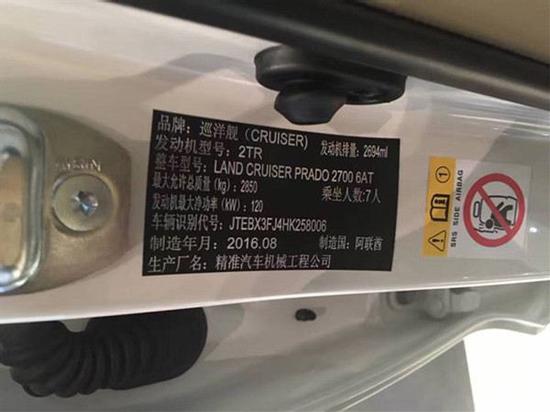 品牌：巡洋舰（CRUISER)
发动机型号：2TR 发动机排量：2694ml
整车型号：LAND CRUISER PRADO 2700 6AT
最大允许总质量（kg)：2850 乘坐人数：7人
发动机最大净功率（kW)：120
车辆识别代号：JTEBX3FJ4HK258006
制造年月：2016.08 制造国：阿联酋
生产厂名：精准汽车机械工程公司
SRS SIDE AIRBAG